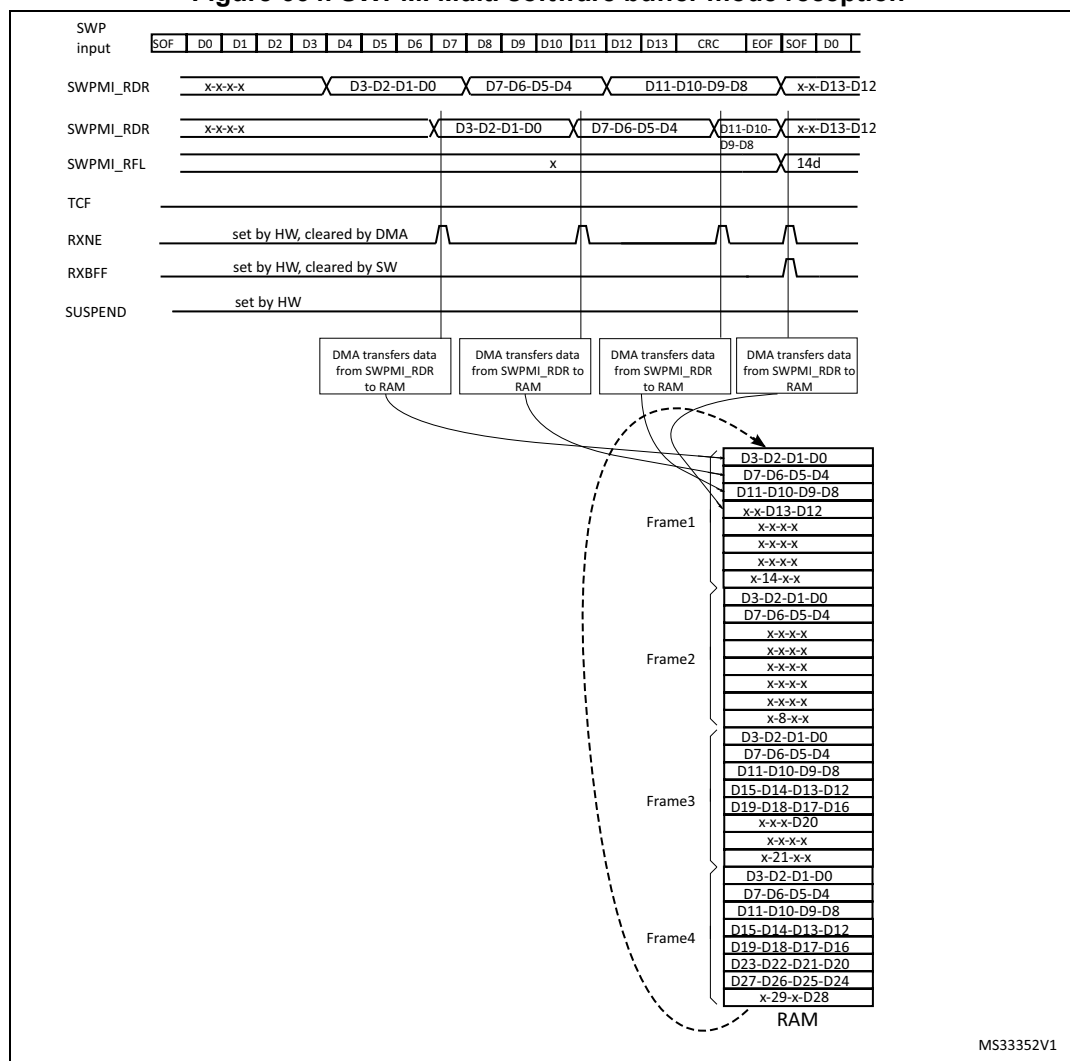 Figure SWPMI Multi software buffer mode reception
SWP input
SOF D0 D1 D2 D3 D4 D5 D6 D7 D8 D9 D10 D11 D12 D13 CRC EOF SOF D0
SWPMI_RDR x-x-x-x D3-D2-D1-D0 D7-D6-D5-D4 D11-D10-D9-D8 x-x-D13-D12
SWPMI_RDR x-x-x-x D3-D2-D1-D0 D7-D6-D5-D4 D11-D10-D9-D8 x-x-D13-D12
SWPMI_RFL x 14d
TCF
RXNE set by HW, cleared by DMA
RXBFF set by HW, cleared by SW
SUSPEND set by HW
DMA transfers data from SWPMI_RDR to RAM
DMA transfers data from SWPMI_RDR to RAM
DMA transfers data from SWPMI_RDR to RAM
DMA transfers data from SWPMI_RDR to RAM
Frame1
D3-D2-D1-D0
D7-D6-D5-D4
D11-D10-D9-D8
x-x-D13-D12
x-x-x-x
x-x-x-x
x-x-x-x
x-14-x-x
Frame2
D3-D2-D1-D0
D7-D6-D5-D4
x-x-x-x
x-x-x-x
x-x-x-x
x-x-x-x
x-x-x-x
x-8-x-x
Frame3
D3-D2-D1-D0
D7-D6-D5-D4
D11-D10-D9-D8
D15-D14-D13-D12
D19-D18-D17-D16
x-x-x-D20
x-x-x-x
x-21-x-x
Frame4
D3-D2-D1-D0
D7-D6-D5-D4
D11-D10-D9-D8
D15-D14-D13-D12
D19-D18-D17-D16
D23-D22-D21-D20
D27-D26-D25-D24
x-29-x-D28
RAM
MS33352V1